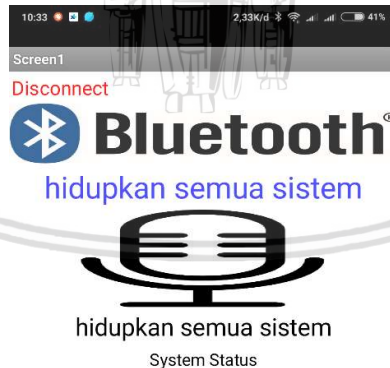 10:33 2,33K/d 41%
Screen1
Disconnect
Bluetooth®
hidupkan semua sistem
hidupkan semua sistem
System Status